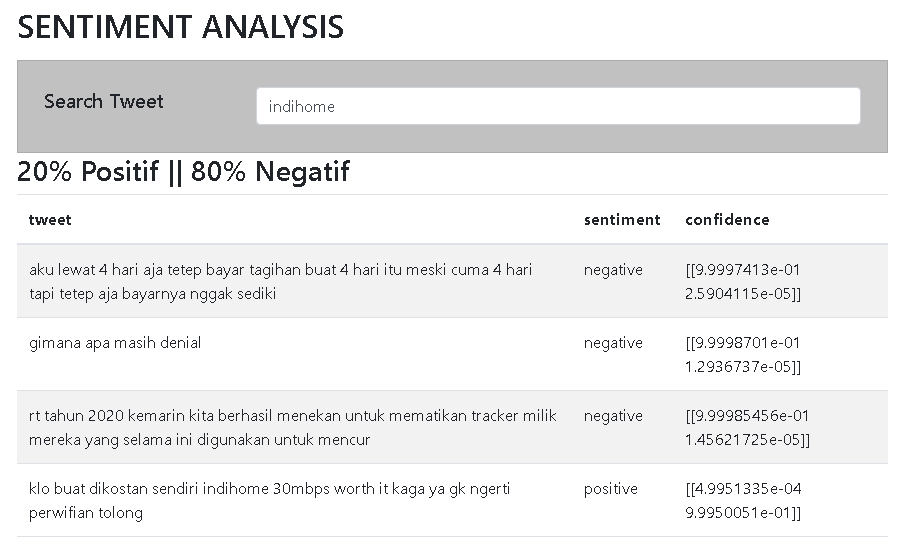 SENTIMENT ANALYSIS
Search Tweet
indihome
20% Positif || 80% Negatif
tweet sentiment confidence
aku lewat 4 hari aja tetep bayar tagihan buat 4 hari itu meski cuma 4 hari negative [[9.9997413e-01
tapi tetep aja bayarnya nggak sediki 2.5904115e-05]]
gimana apa masih denial negative [[9.9998701e-01
1.2936737e-05]]
rt tahun 2020 kemarin kita berhasil menekan untuk mematikan tracker milik negative [[9.99985456e-01
mereka yang selama ini digunakan untuk mencur 1.45621725e-05]]
klo buat dikostan sendiri indihome 30mbps worth it kaga ya gk ngerti positive [[4.9951335e-04
perwifian tolong 9.9950051e-01]]